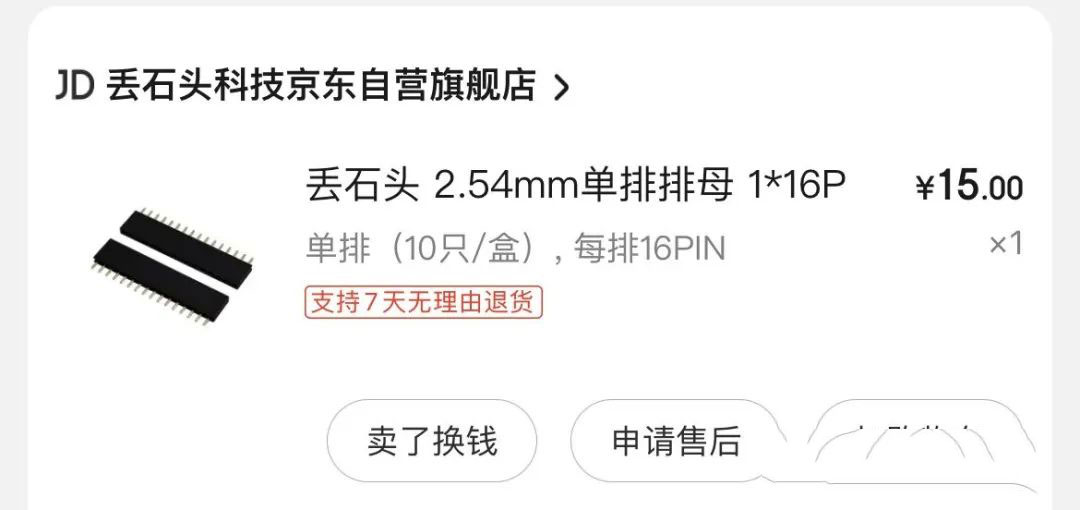 JD 丢石头科技京东自营旗舰店 >
丢石头 2.54mm单排排母 1*16P ¥15.00
单排（10只/盒）, 每排16PIN ×1
支持7天无理由退货
卖了换钱 申请售后